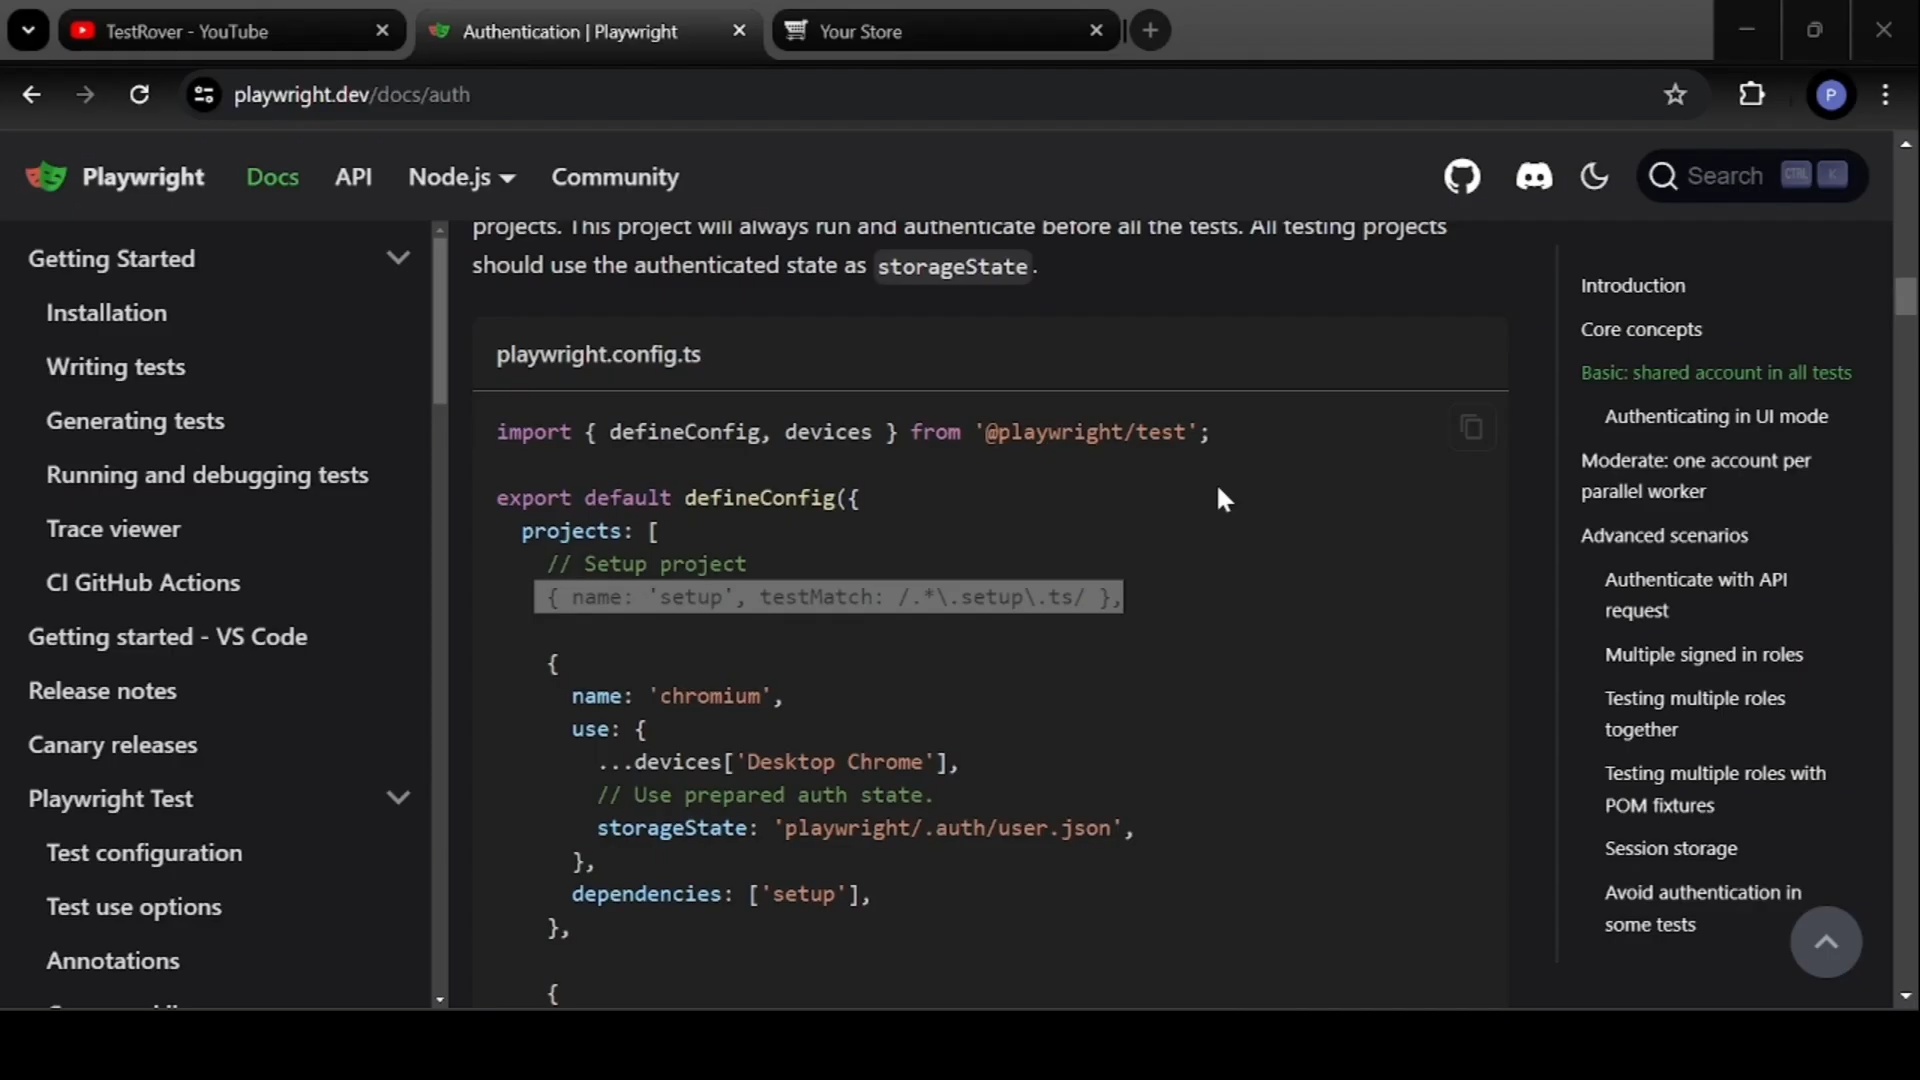 TestRover - YouTube
Authentication | Playwright
Your Store
playwright.dev/docs/auth
P
Playwright
Docs
API
Node.js
Community
Search
CTRL
K
Getting Started
Installation
Writing tests
Generating tests
Running and debugging tests
Trace viewer
CI GitHub Actions
Getting started - VS Code
Release notes
Canary releases
Playwright Test
Test configuration
Test use options
Annotations
projects. This project will always run and authenticate before all the tests. All testing projects
should use the authenticated state as storageState.
playwright.config.ts
import { defineConfig, devices } from '@playwright/test';
export default defineConfig({
projects: [
// Setup project
{ name: 'setup', testMatch: /.*\.setup\.ts/ },
{
name: 'chromium',
use: {
...devices['Desktop Chrome'],
// Use prepared auth state.
storageState: 'playwright/.auth/user.json',
},
dependencies: ['setup'],
},
{
Introduction
Core concepts
Basic: shared account in all tests
Authenticating in UI mode
Moderate: one account per
parallel worker
Advanced scenarios
Authenticate with API
request
Multiple signed in roles
Testing multiple roles
together
Testing multiple roles with
POM fixtures
Session storage
Avoid authentication in
some tests